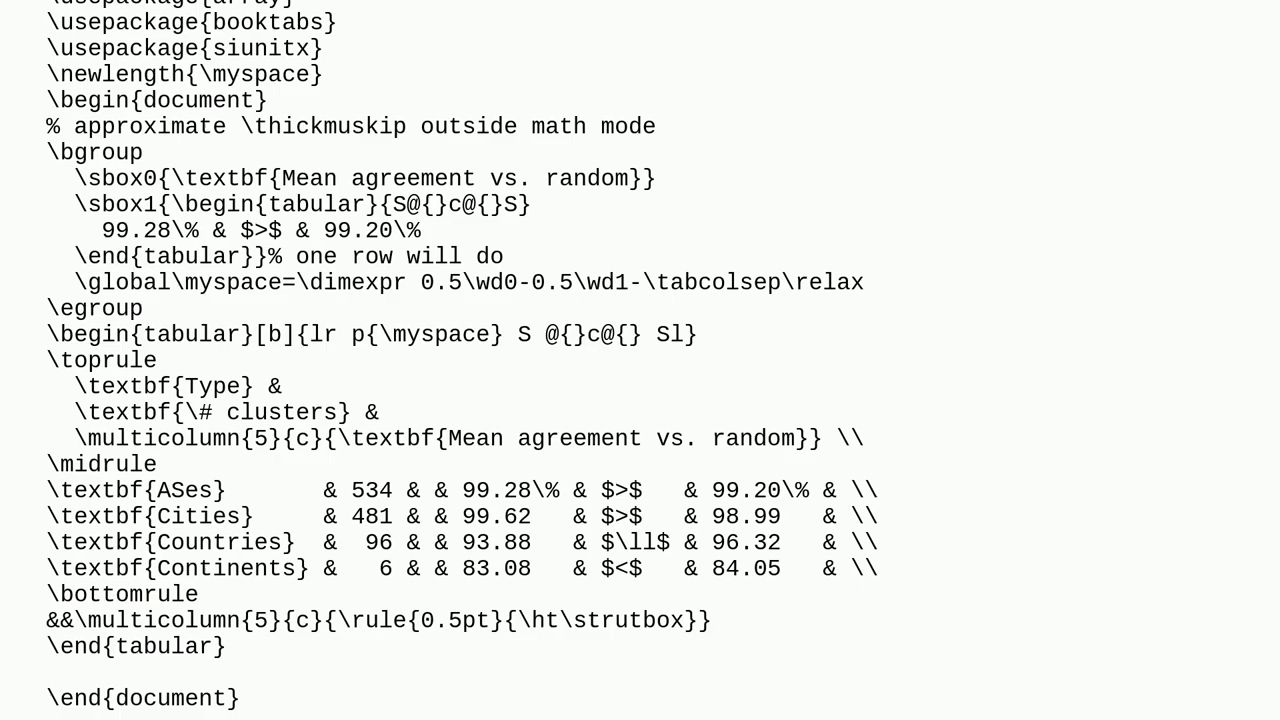 \usepackage{array}
\usepackage{booktabs}
\usepackage{siunitx}
\newlength{\myspace}
\begin{document}
% approximate \thickmuskip outside math mode
\bgroup
  \sbox0{\textbf{Mean agreement vs. random}}
  \sbox1{\begin{tabular}{S@{}c@{}S}
    99.28\% & $>$ & 99.20\%
  \end{tabular}}% one row will do
  \global\myspace=\dimexpr 0.5\wd0-0.5\wd1-\tabcolsep\relax
\egroup
\begin{tabular}[b]{lr p{\myspace} S @{}c@{} Sl}
\toprule
  \textbf{Type} &
  \textbf{\# clusters} &
  \multicolumn{5}{c}{\textbf{Mean agreement vs. random}} \\
\midrule
\textbf{ASes}       & 534 & & 99.28\% & $>$   & 99.20\% & \\
\textbf{Cities}     & 481 & & 99.62   & $>$   & 98.99   & \\
\textbf{Countries}  &  96 & & 93.88   & $\ll$ & 96.32   & \\
\textbf{Continents} &   6 & & 83.08   & $<$   & 84.05   & \\
\bottomrule
&&\multicolumn{5}{c}{\rule{0.5pt}{\ht\strutbox}}
\end{tabular}

\end{document}